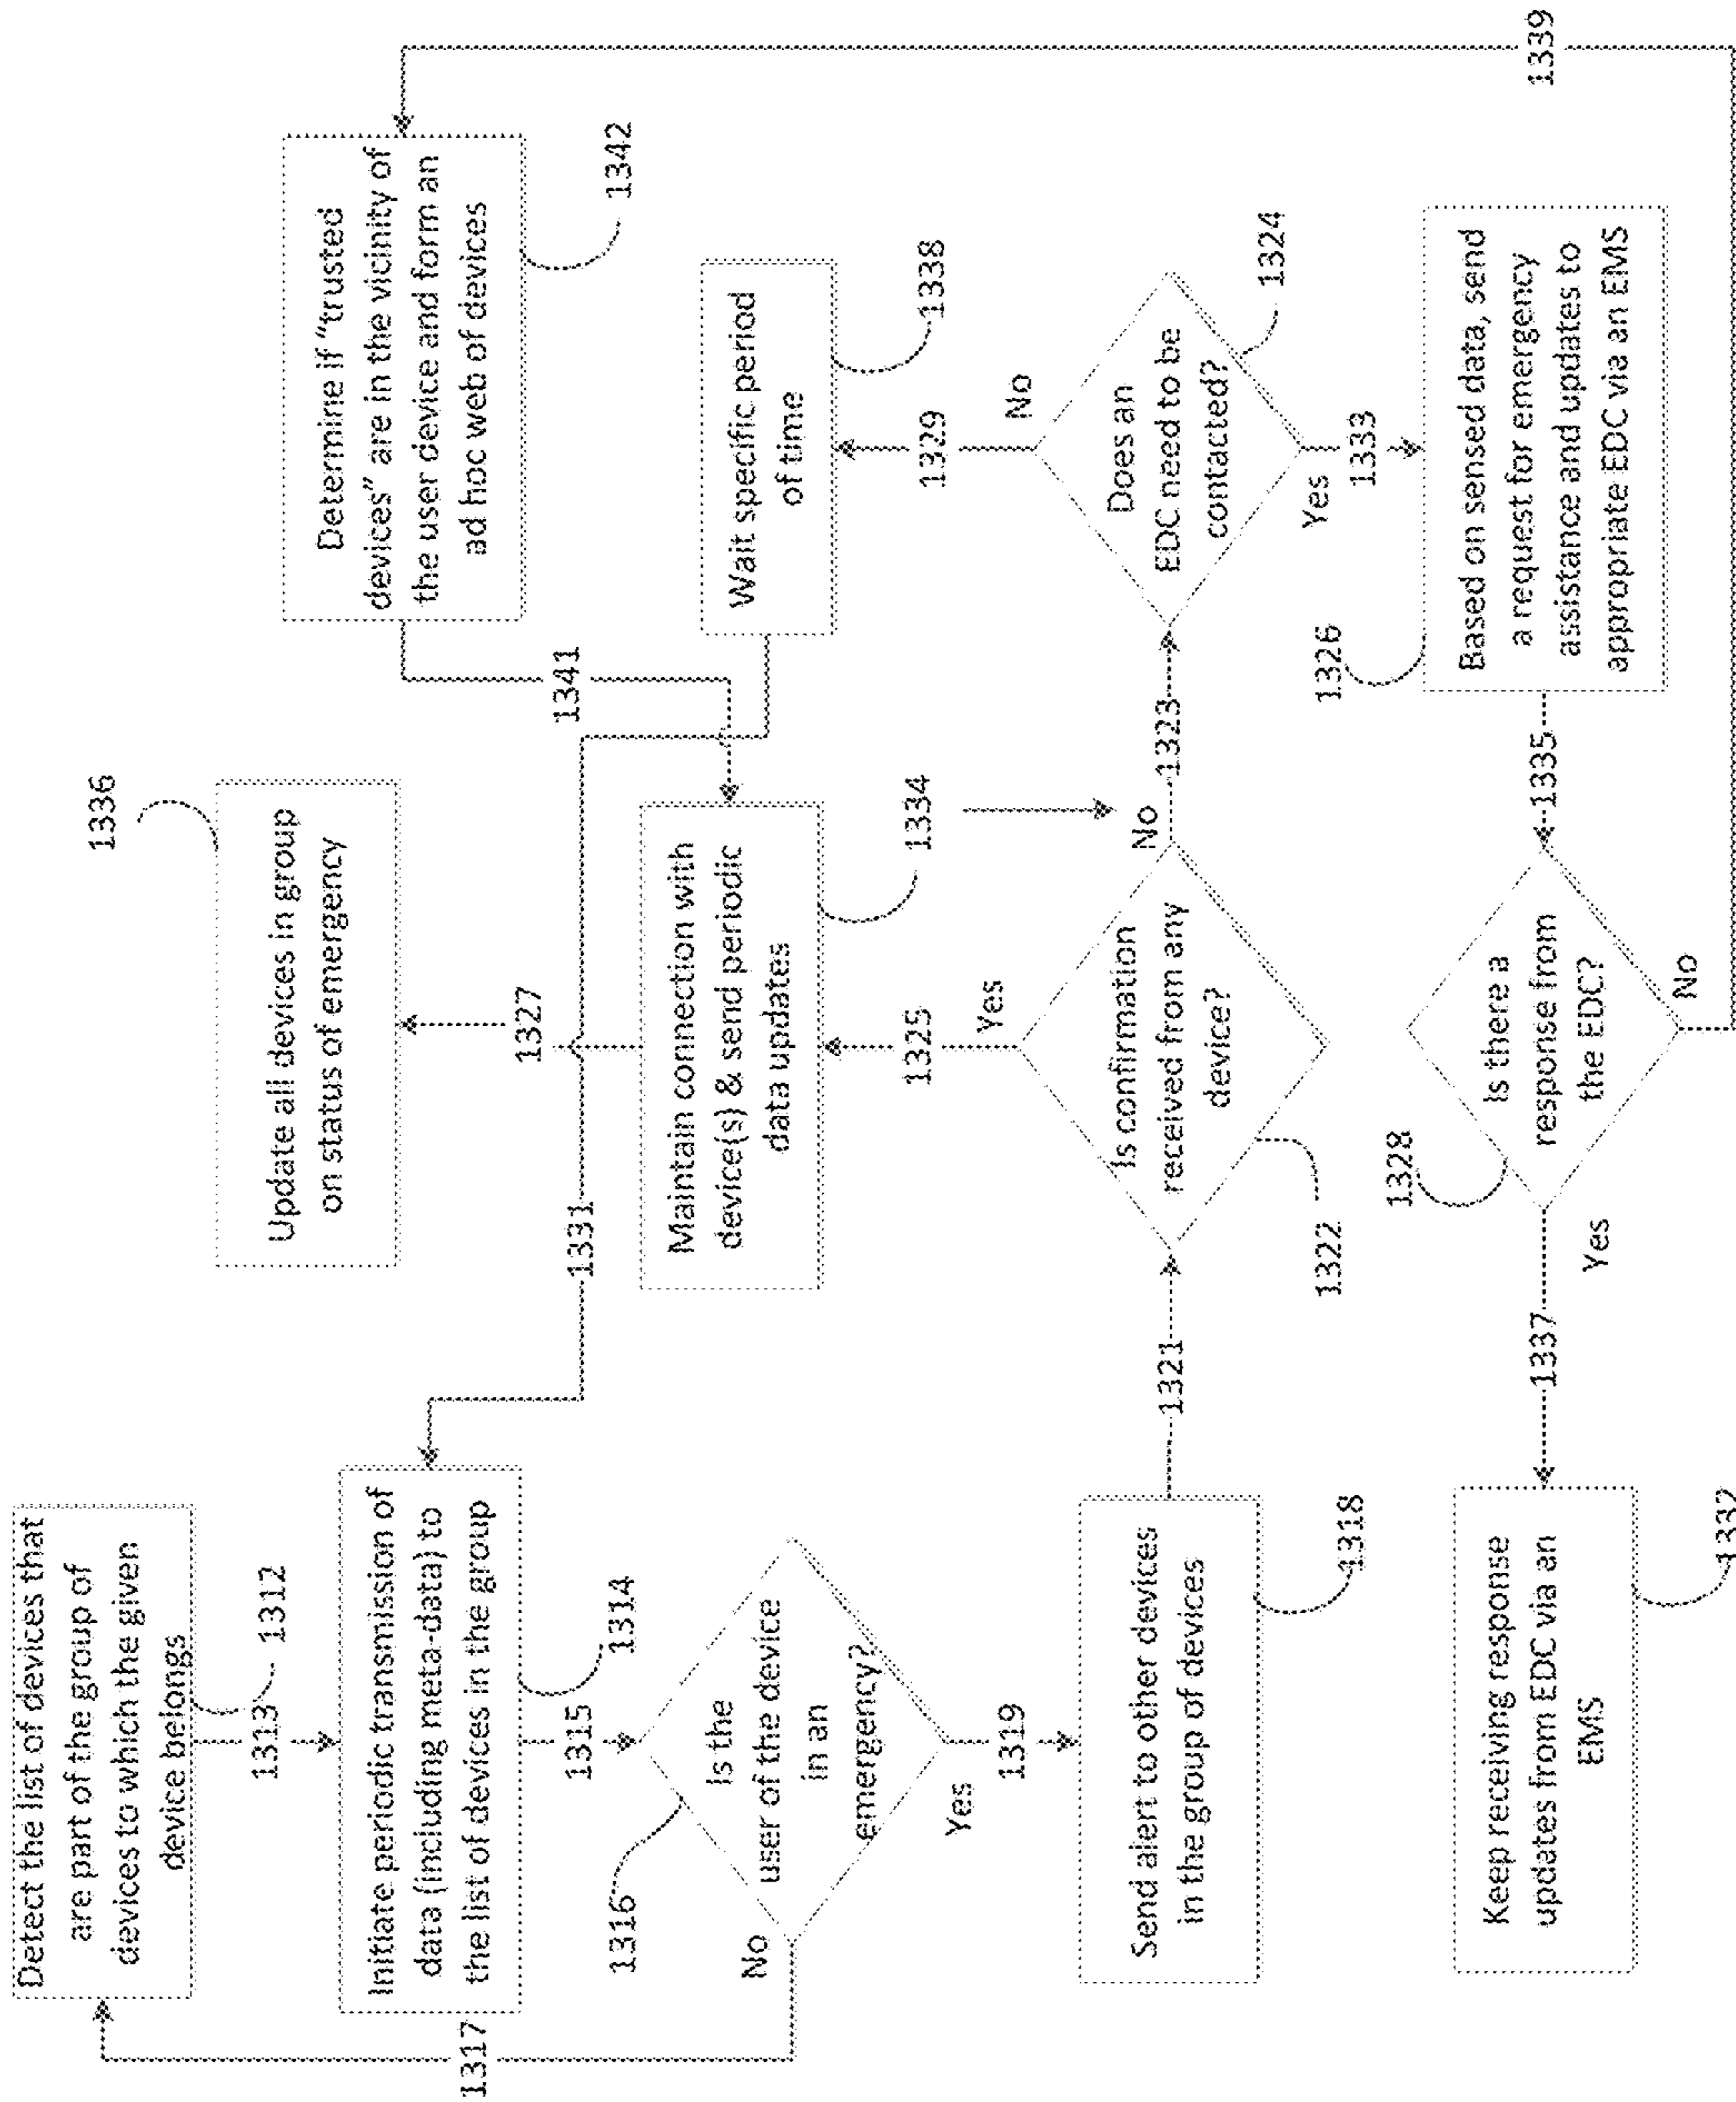 Detect the list of devices that
are part of the group of
devices to which the given
device belongs
1312
1313
Initiate periodic transmission of
data (including meta-data) to
the list of devices in the group
1314
1317
1315
1316
Is the
user of the device
in an
emergency?
No
Yes
1319
Send alert to other devices
in the group of devices
1318
1321
Keep receiving response
updates from EDC via an
EMS
1332
1337
1336
Update all devices in group
on status of emergency
1327
1331
Maintain connection with
device(s) & send periodic
data updates
1334
1325
Yes
Is confirmation
received from any
device?
No
1322
1323
1328
Is there a
response from
the EDC?
Yes
No
1335
Determine if “trusted
devices” are in the vicinity of
the user device and form an
ad hoc web of devices
1342
1341
Wait specific period
of time
1338
1329
No
Does an
EDC need to be
contacted?
1324
Yes
1333
1326
Based on sensed data, send
a request for emergency
assistance and updates to
appropriate EDC via an EMS
1339